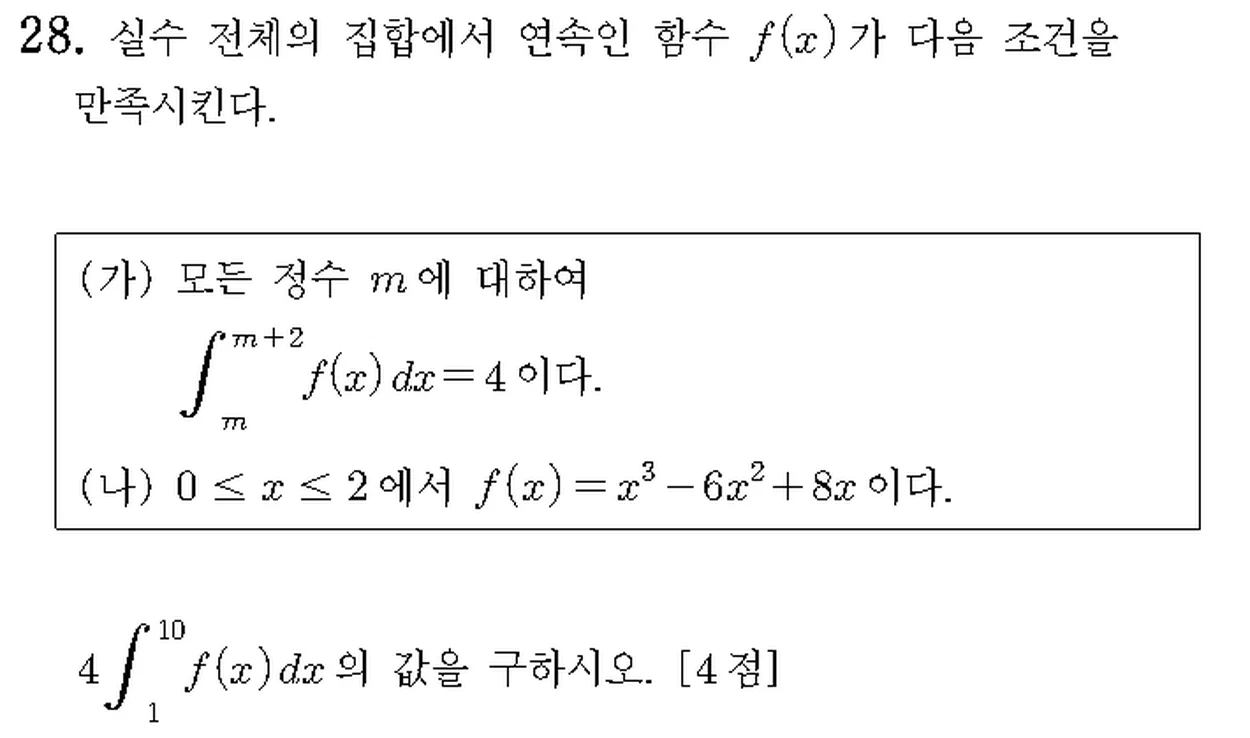 28. 실수 전체의 집합에서 연속인 함수 f(x)가 다음 조건을
만족시킨다.
(가) 모든 정수 m에 대하여
∫_m^{m+2} f(x) dx = 4 이다.
(나) 0 ≤ x ≤ 2에서 f(x) = x³ − 6x² + 8x 이다.
4∫_1^{10} f(x) dx의 값을 구하시오. [4점]